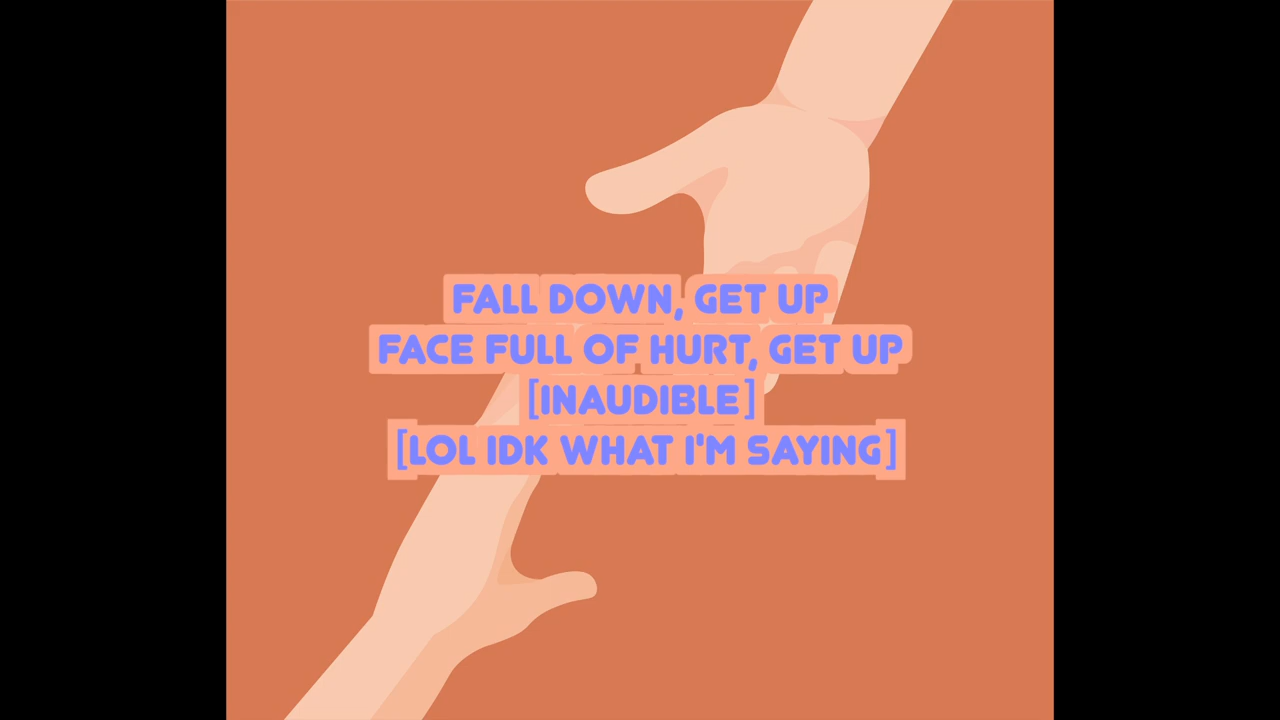 FALL DOWN, GET UP
FACE FULL OF HURT, GET UP
[INAUDIBLE]
[LOL IDK WHAT I'M SAYING]